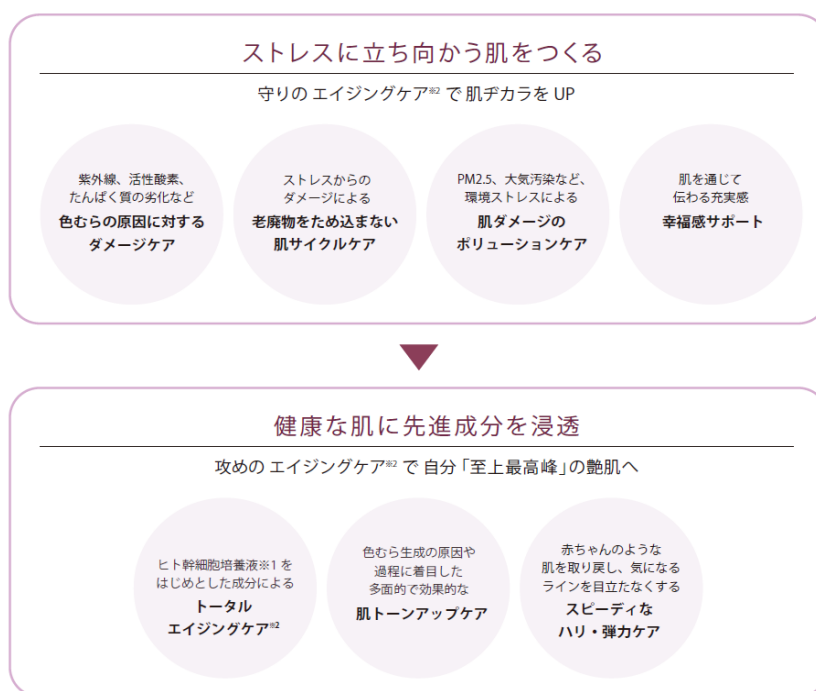 ストレスに立ち向かう肌をつくる
守りの エイジングケア※2 で 肌ヂカラを UP
紫外線、活性酸素、
たんぱく質の劣化など
色むらの原因に対する
ダメージケア
ストレスからの
ダメージによる
老廃物をため込まない
肌サイクルケア
PM2.5、大気汚染など、
環境ストレスによる
肌ダメージの
ポリューションケア
肌を通じて
伝わる充実感
幸福感サポート
健康な肌に先進成分を浸透
攻めの エイジングケア※2 で 自分「至上最高峰」の艶肌へ
ヒト幹細胞培養液※1 を
はじめとした成分による
トータル
エイジングケア※2
色むら生成の原因や
過程に着目した
多面的で効果的な
肌トーンアップケア
赤ちゃんのような
肌を取り戻し、気になる
ラインを目立たなくする
スピーディな
ハリ・弾力ケア